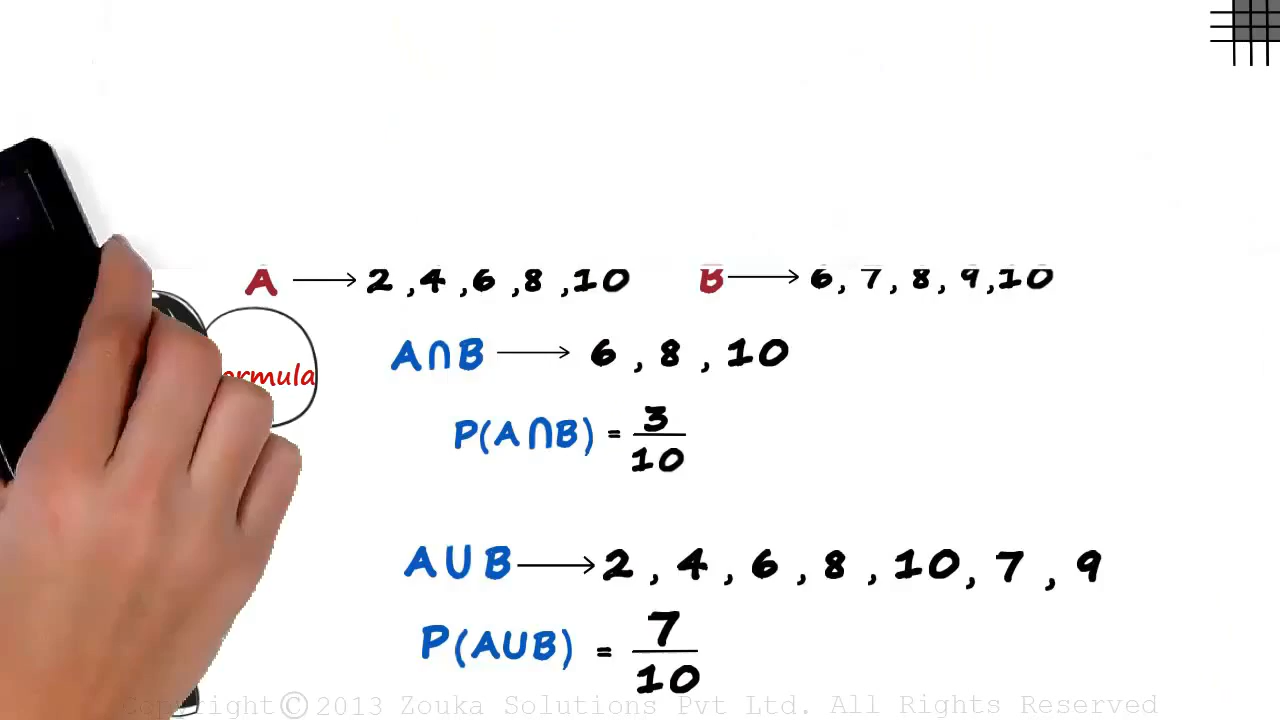 A → 2 , 4 , 6 , 8 , 10 B → 6, 7, 8, 9, 10
A∩B → 6 , 8 , 10
P(A∩B) = 3/10
A∪B → 2 , 4 , 6 , 8 , 10, 7 , 9
P(A∪B) = 7/10
Copyright© 2013 Zouka Solutions Pvt Ltd. All Rights Reserved